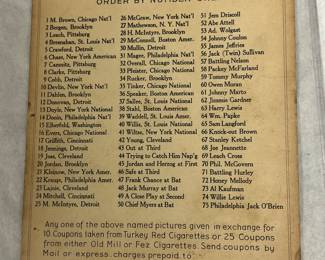 ORDER BY NUMBER
1 M. Brown, Chicago Nat'l
2 Bergen, Brooklyn
3 Leach, Pittsburg
4 Bresnahan, St. Louis Nat'l
5 Crawford, Detroit
6 Chase, New York American
7 Camnitz, Pittsburg
8 Clarke, Pittsburg
9 Cobb, Detroit
10 Devlin, New York Nat'l
11 Dahlen, Brooklyn
12 Donovan, Detroit
13 Doyle, New York Nat'l
14 Dooin, Philadelphia Nat'l
15 Elberfeld, Washington
16 Evers, Chicago National
17 Griffith, Cincinnati
18 Jennings, Detroit
19 Joss, Cleveland
20 Jordan, Brooklyn
21 Kleinow, New York Amer.
22 Krause, Philadelphia Amer.
23 Lajoie, Cleveland
24 Mitchell, Cincinnati
25 M. McIntyre, Detroit
26 McGraw, New York Nat'l
27 Mathewson, N. Y. Nat'l
28 H. McIntyre, Brooklyn
29 McConnell, Boston Amer.
30 Mullin, Detroit
31 Magee, Philadelphia Nat'l
32 Overall, Chicago National
33 Pfeister, Chicago National
34 Rucker, Brooklyn
35 Tinker, Chicago National
36 Speaker, Boston American
37 Sallee, St. Louis National
38 Stahl, Boston American
39 Waddell, St. Louis Amer.
40 Willis, St. Louis National
41 Wiltse, New York National
42 Young, Cleveland
43 Out at Third
44 Trying to Catch Him Nap'g
45 Jordan and Herzog at First
46 Safe at Third
47 Frank Chance at Bat
48 Jack Murray at Bat
49 A Close Play at Second
50 Chief Myers at Bat
51 Jem Driscoll
52 Abe Attell
53 Ad. Wolgast
54 Johnny Coulon
55 James Jeffries
56 Jack (Twin) Sullivan
57 Battling Nelson
58 Packey McFarland
59 Tommy Murphy
60 Owen Moran
61 Johnny Marto
62 Jimmie Gardner
63 Harry Lewis
64 Wm. Papke
65 Sam Langford
66 Knock-out Brown
67 Stanley Ketchel
68 Joe Jeannette
69 Leach Cross
70 Phil. McGovern
71 Battling Hurley
72 Honey Mellody
73 Al Kaufman
74 Willie Lewis
75 Philadelphia Jack O'Brien
Any one of the above named pictures given in exchange for
10 Coupons taken from Turkey Red Cigarettes or 25 Coupons
from either Old Mill or Fez Cigarettes. Send coupons by
Mail or express, charges prepaid to